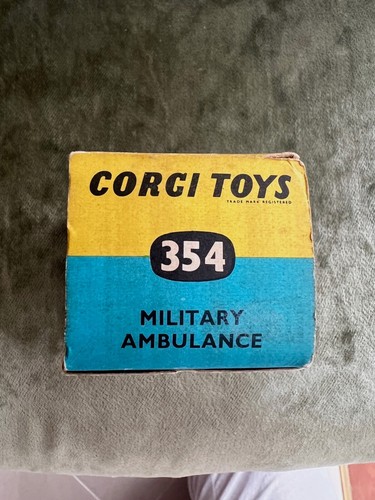 CORGI TOYS
TRADE MARK REGISTERED
354
MILITARY
AMBULANCE